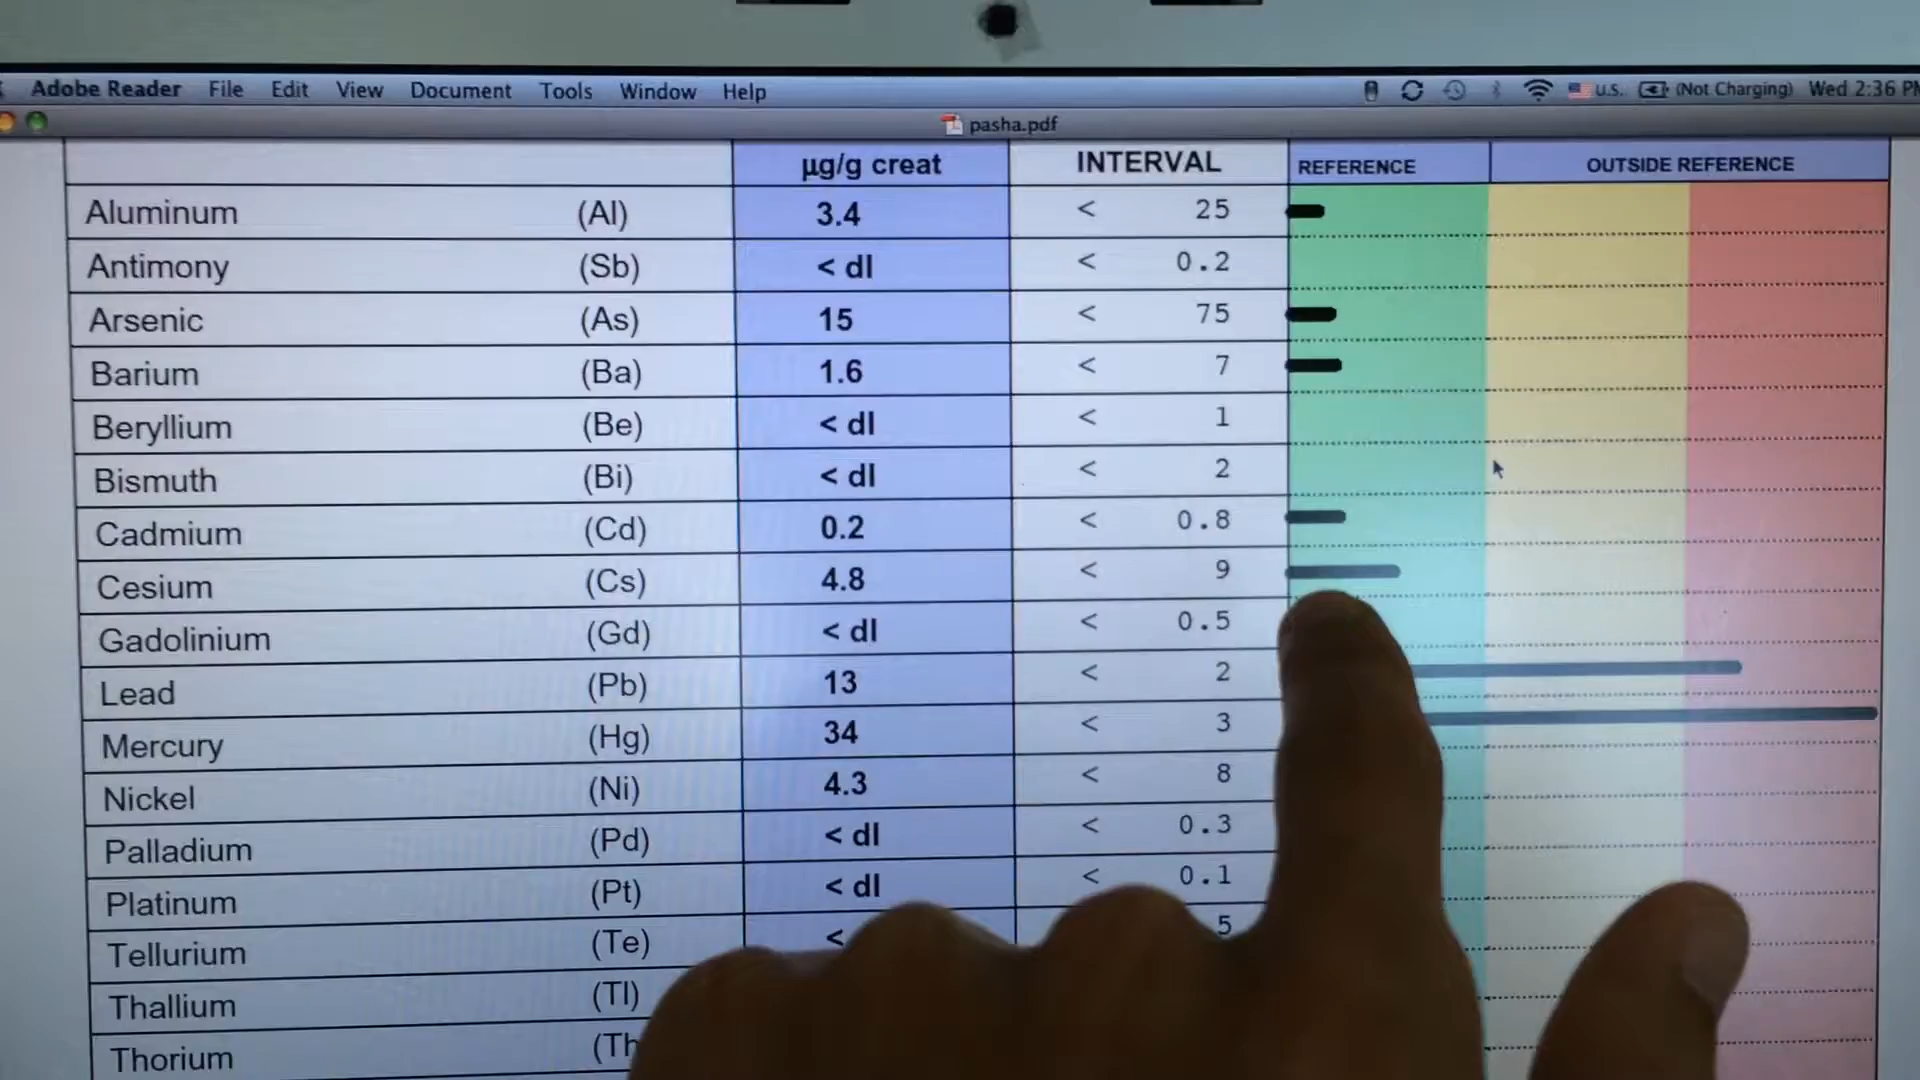 Adobe Reader File Edit View Document Tools Window Help U.S. (Not Charging) Wed 2:36
pasha.pdf
µg/g creat INTERVAL REFERENCE OUTSIDE REFERENCE
Aluminum (Al) 3.4 < 25
Antimony (Sb) < dl < 0.2
Arsenic (As) 15 < 75
Barium (Ba) 1.6 < 7
Beryllium (Be) < dl < 1
Bismuth (Bi) < dl < 2
Cadmium (Cd) 0.2 < 0.8
Cesium (Cs) 4.8 < 9
Gadolinium (Gd) < dl < 0.5
Lead (Pb) 13 < 2
Mercury (Hg) 34 < 3
Nickel (Ni) 4.3 < 8
Palladium (Pd) < dl < 0.3
Platinum (Pt) < dl < 0.1
Tellurium (Te) <
Thallium (Tl)
Thorium